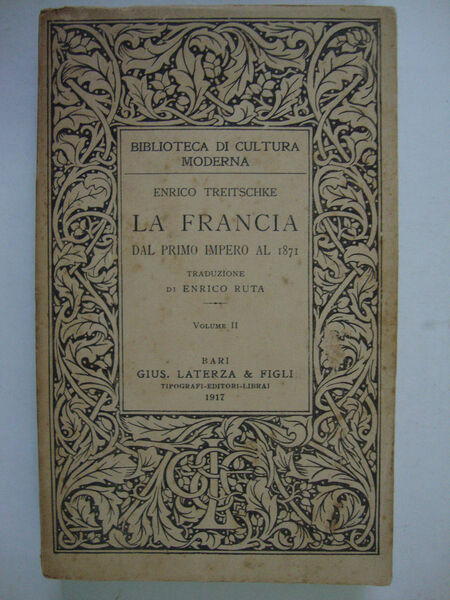 BIBLIOTECA DI CULTURA
MODERNA
ENRICO TREITSCHKE
LA FRANCIA
DAL PRIMO IMPERO AL 1871
TRADUZIONE
DI ENRICO RUTA
VOLUME II
BARI
GIUS. LATERZA & FIGLI
TIPOGRAFI-EDITORI-LIBRAI
1917